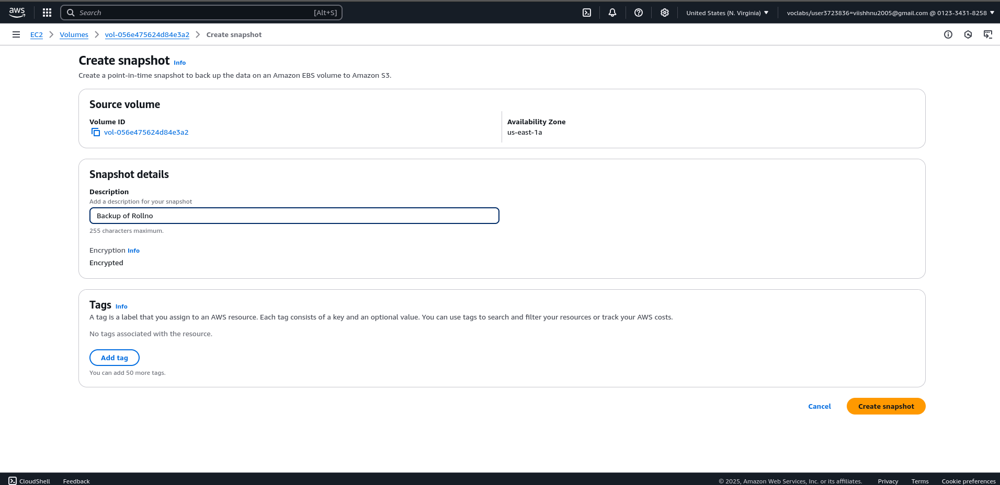 aws
Search [Alt+S]
United States (N. Virginia)
voclabs/user3723836=viishhnu2005@gmail.com @ 0123-3431-8258
EC2 Volumes vol-056e475624d84e3a2 Create snapshot
Create snapshot Info
Create a point-in-time snapshot to back up the data on an Amazon EBS volume to Amazon S3.
Source volume
Volume ID
vol-056e475624d84e3a2
Availability Zone
us-east-1a
Snapshot details
Description
Add a description for your snapshot
Backup of Rollno
255 characters maximum.
Encryption Info
Encrypted
Tags Info
A tag is a label that you assign to an AWS resource. Each tag consists of a key and an optional value. You can use tags to search and filter your resources or track your AWS costs.
No tags associated with the resource.
Add tag
You can add 50 more tags.
Cancel Create snapshot
CloudShell Feedback
© 2025, Amazon Web Services, Inc. or its affiliates. Privacy Terms Cookie preferences